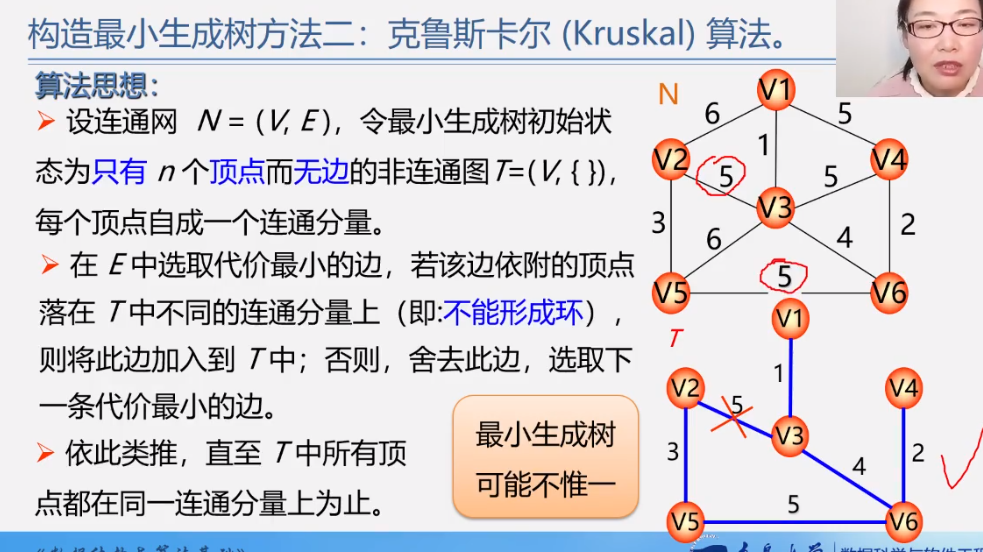 构造最小生成树方法二：克鲁斯卡尔 (Kruskal) 算法。
算法思想：
➢ 设连通网 N = (V, E )，令最小生成树初始状
态为只有 n 个顶点而无边的非连通图T=(V, { })，
每个顶点自成一个连通分量。
➢ 在 E 中选取代价最小的边，若该边依附的顶点
落在 T 中不同的连通分量上（即:不能形成环），
则将此边加入到 T 中；否则，舍去此边，选取下
一条代价最小的边。
➢ 依此类推，直至 T 中所有顶
点都在同一连通分量上为止。
最小生成树
可能不惟一
N
V1
6
5
1
V2
5
5
V4
V3
3
6
4
2
V5
5
V6
T
V1
1
V2
5
V4
V3
3
4
2
5
V5
V6